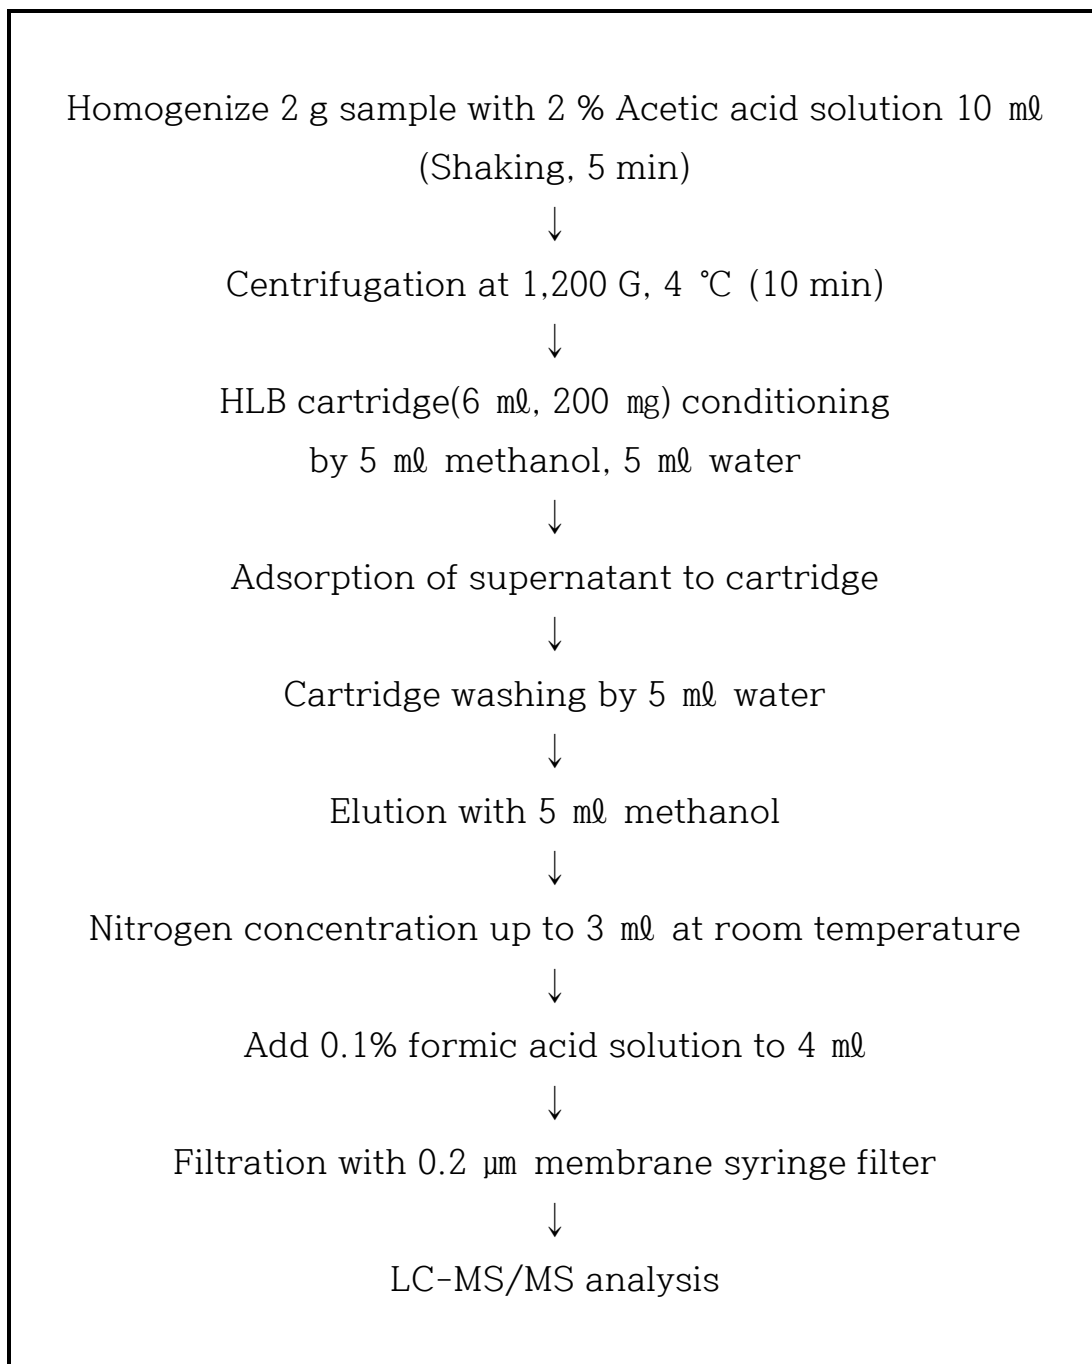 Homogenize 2 g sample with 2 % Acetic acid solution 10 ㎖
(Shaking, 5 min)
↓
Centrifugation at 1,200 G, 4 ℃ (10 min)
↓
HLB cartridge(6 ㎖, 200 ㎎) conditioning
by 5 ㎖ methanol, 5 ㎖ water
↓
Adsorption of supernatant to cartridge
↓
Cartridge washing by 5 ㎖ water
↓
Elution with 5 ㎖ methanol
↓
Nitrogen concentration up to 3 ㎖ at room temperature
↓
Add 0.1% formic acid solution to 4 ㎖
↓
Filtration with 0.2 ㎛ membrane syringe filter
↓
LC-MS/MS analysis